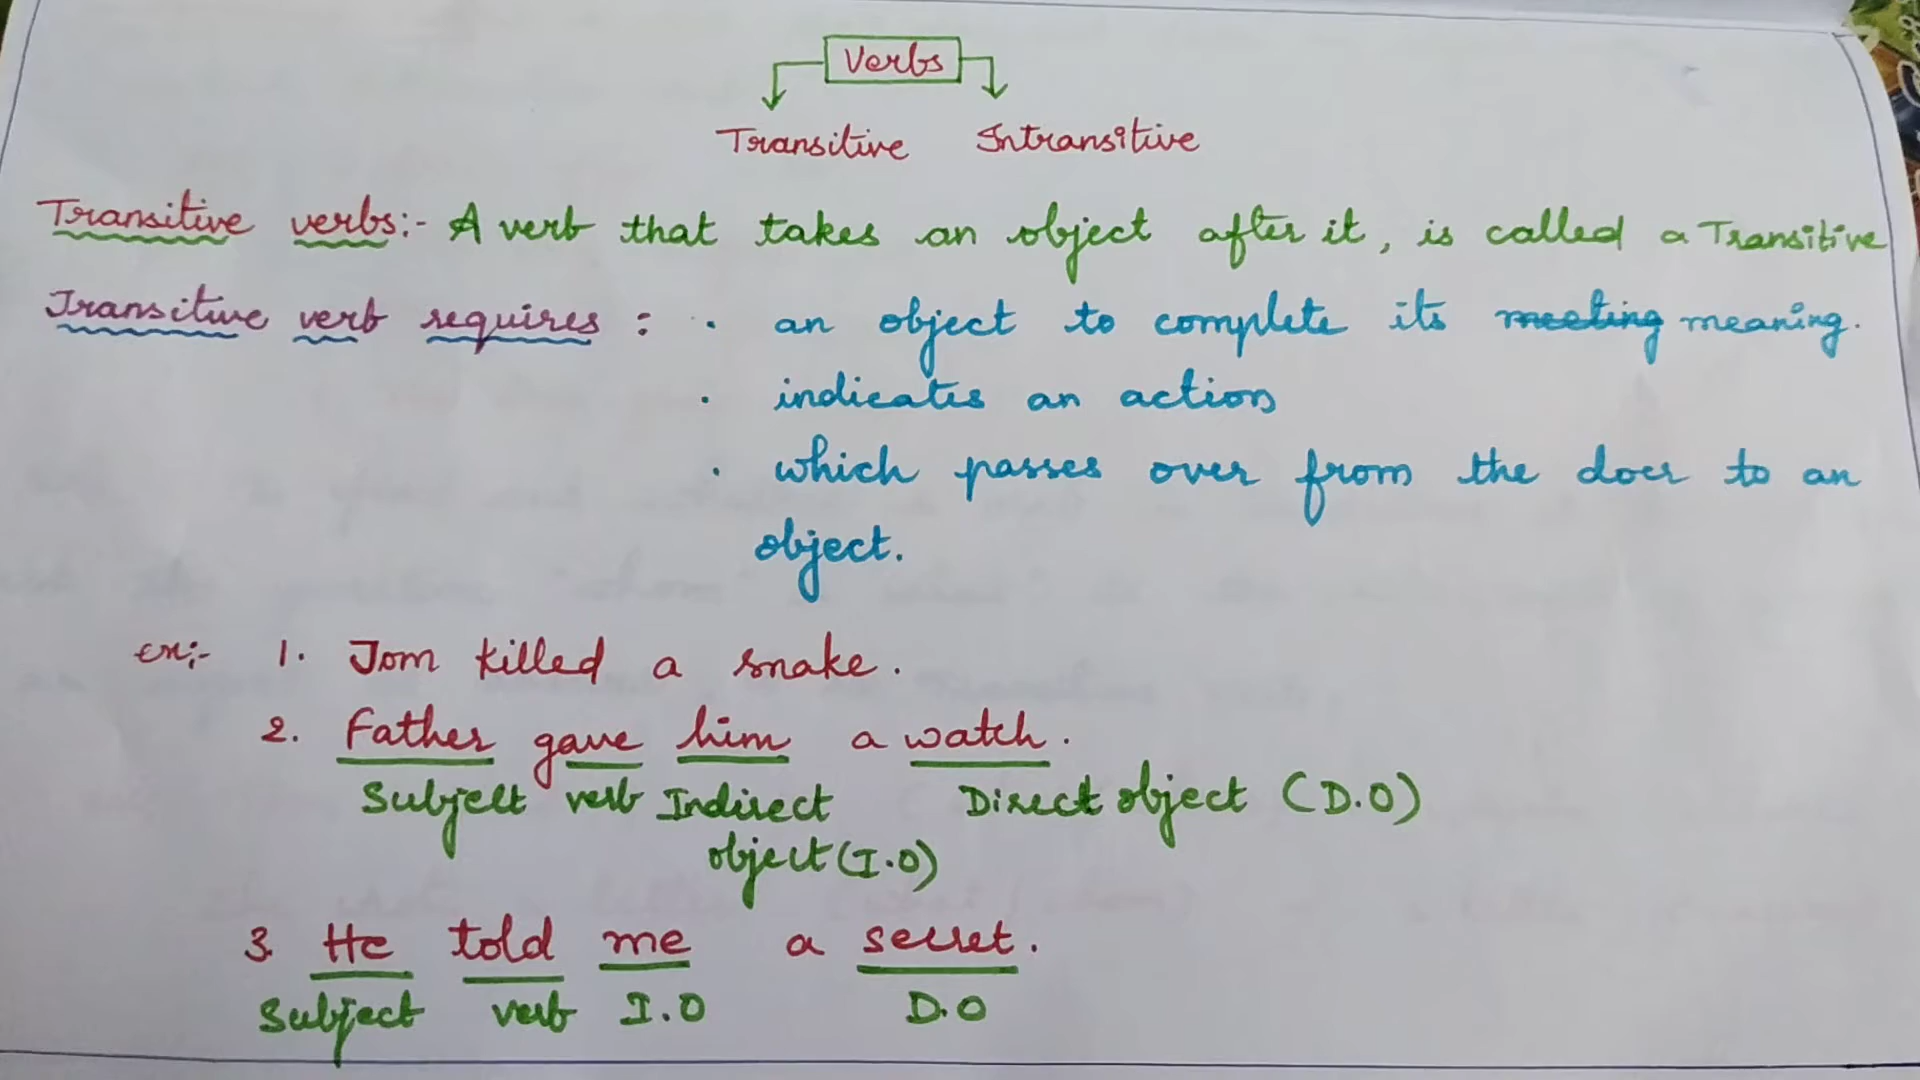 Verbs
Transitive Intransitive
Transitive verbs:- A verb that takes an object after it, is called a Transitive
Transitive verb requires : · an object to complete its meeting meaning.
· indicates an action
· which passes over from the doer to an
object.
ex:- 1. Tom killed a snake.
2. Father gave him a watch.
Subject verb Indirect Direct object (D.O)
object (I.O)
3. He told me a secret.
Subject verb I.O D.O